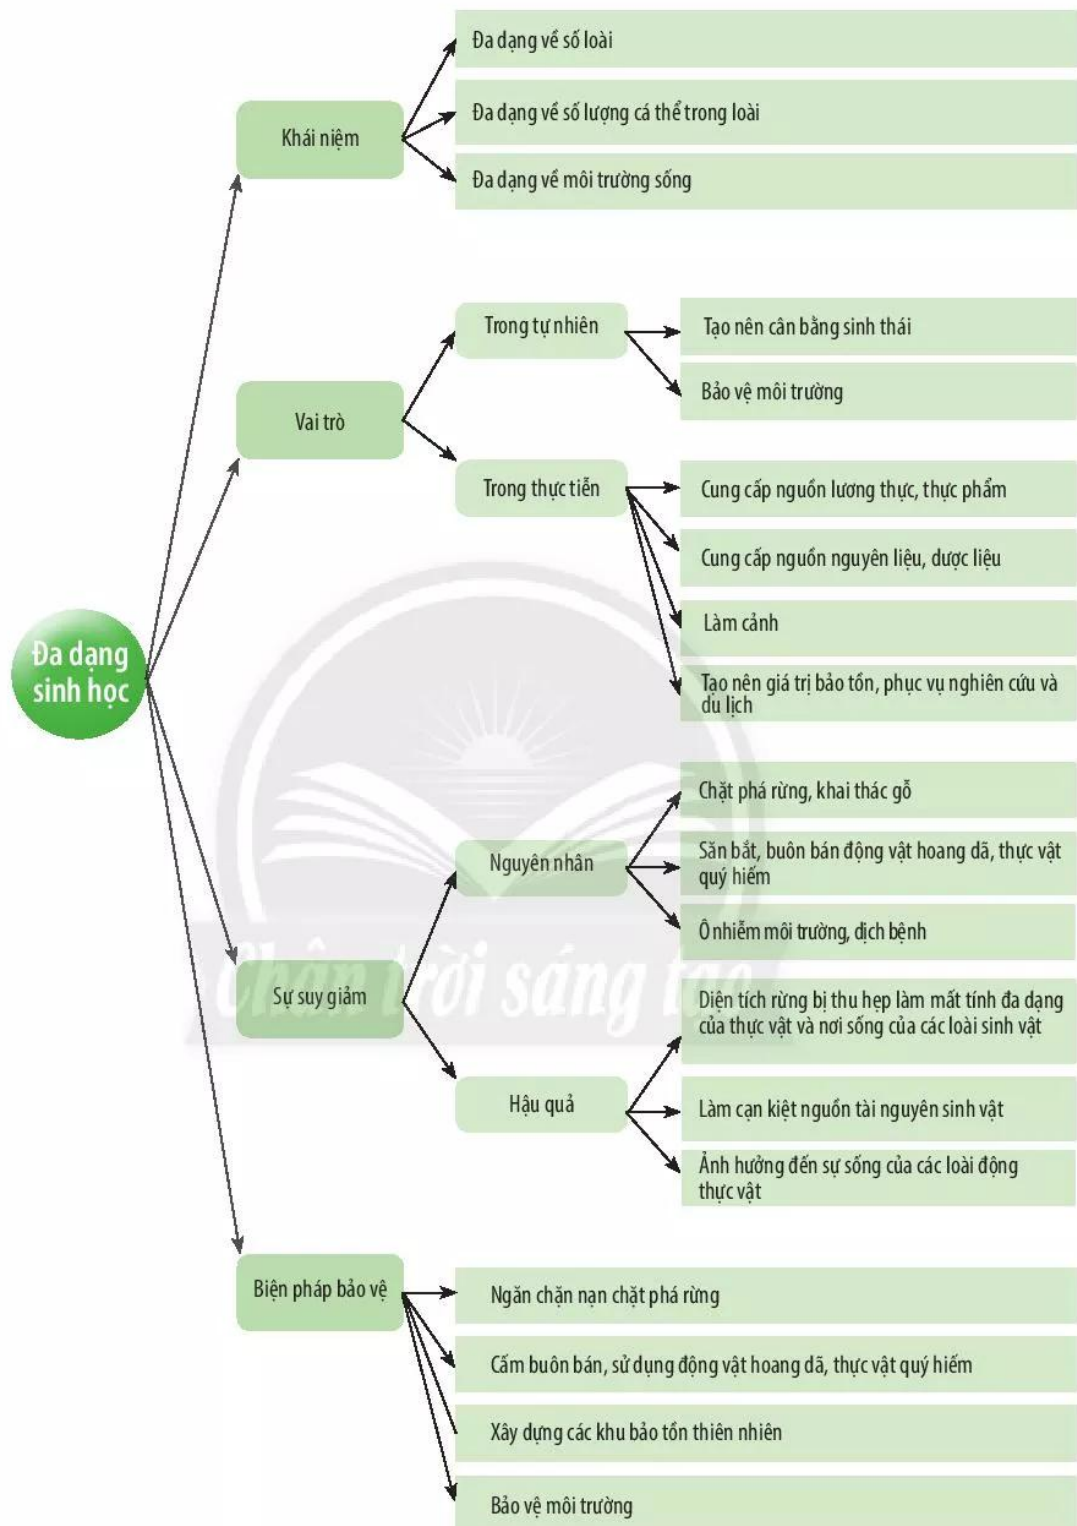 Đa dạng
sinh học
Khái niệm
Đa dạng về số loài
Đa dạng về số lượng cá thể trong loài
Đa dạng về môi trường sống
Vai trò
Trong tự nhiên
Tạo nên cân bằng sinh thái
Bảo vệ môi trường
Trong thực tiễn
Cung cấp nguồn lương thực, thực phẩm
Cung cấp nguồn nguyên liệu, dược liệu
Làm cảnh
Tạo nên giá trị bảo tồn, phục vụ nghiên cứu và
du lịch
Sự suy giảm
Nguyên nhân
Chặt phá rừng, khai thác gỗ
Săn bắt, buôn bán động vật hoang dã, thực vật
quý hiếm
Ô nhiễm môi trường, dịch bệnh
Hậu quả
Diện tích rừng bị thu hẹp làm mất tính đa dạng
của thực vật và nơi sống của các loài sinh vật
Làm cạn kiệt nguồn tài nguyên sinh vật
Ảnh hưởng đến sự sống của các loài động
thực vật
Biện pháp bảo vệ
Ngăn chặn nạn chặt phá rừng
Cấm buôn bán, sử dụng động vật hoang dã, thực vật quý hiếm
Xây dựng các khu bảo tồn thiên nhiên
Bảo vệ môi trường
Chân trời sáng tạo